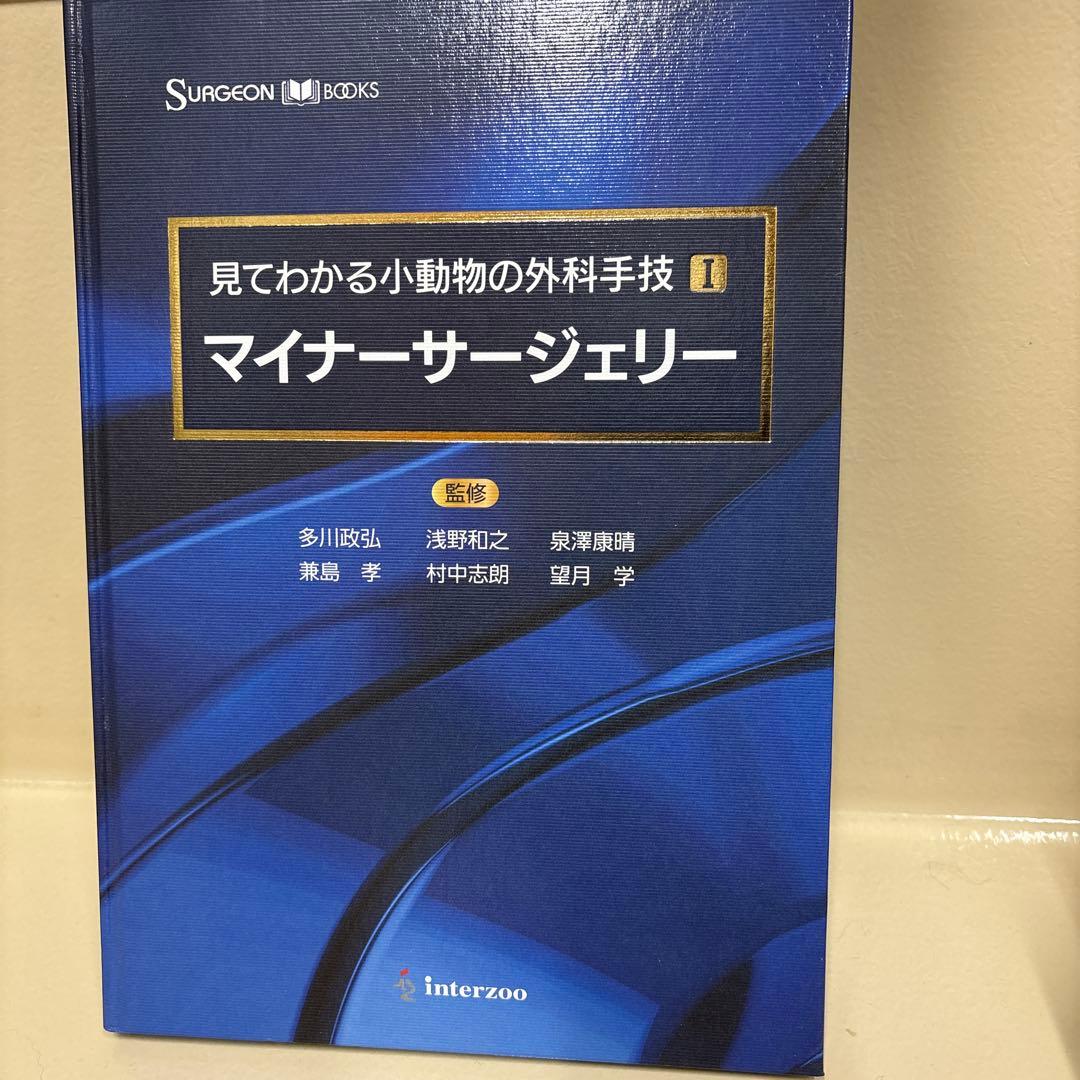 SURGEON BOOKS
見てわかる小動物の外科手技 I
マイナーサージェリー
監修
多川政弘 浅野和之 泉澤康晴
兼島 孝 村中志朗 望月 学
interzoo